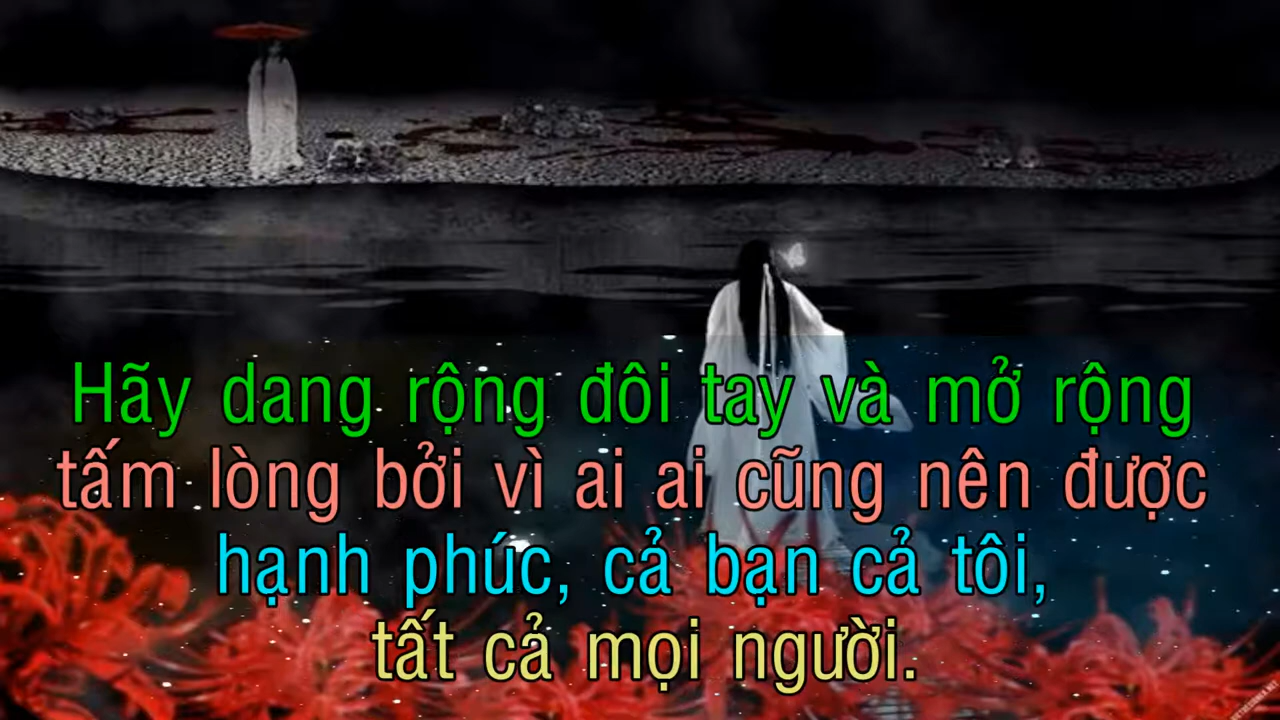 Hãy dang rộng đôi tay và mở rộng
tấm lòng bởi vì ai ai cũng nên được
hạnh phúc, cả bạn cả tôi,
tất cả mọi người.